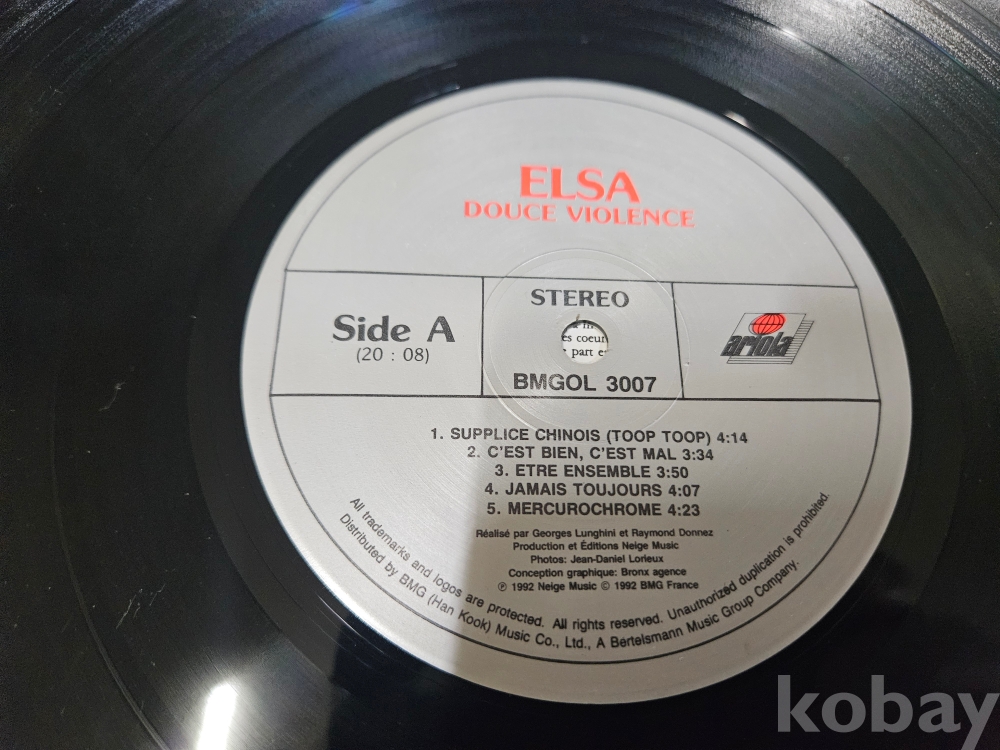 ELSA
DOUCE VIOLENCE
STEREO
Side A
(20 : 08)
ariola
es coeur
part e
BMGOL 3007
1. SUPPLICE CHINOIS (TOOP TOOP) 4:14
2. C'EST BIEN, C'EST MAL 3:34
3. ETRE ENSEMBLE 3:50
4. JAMAIS TOUJOURS 4:07
5. MERCUROCHROME 4:23
Réalisé par Georges Lunghini et Raymond Donnez
Production et Éditions Neige Music
Photos: Jean-Daniel Lorieux
Conception graphique: Bronx agence
℗ 1992 Neige Music © 1992 BMG France
All trademarks and logos are protected. All rights reserved. Unauthorized duplication is prohibited.
Distributed by BMG (Han Kook) Music Co., Ltd., A Bertelsmann Music Group Company.
kobay